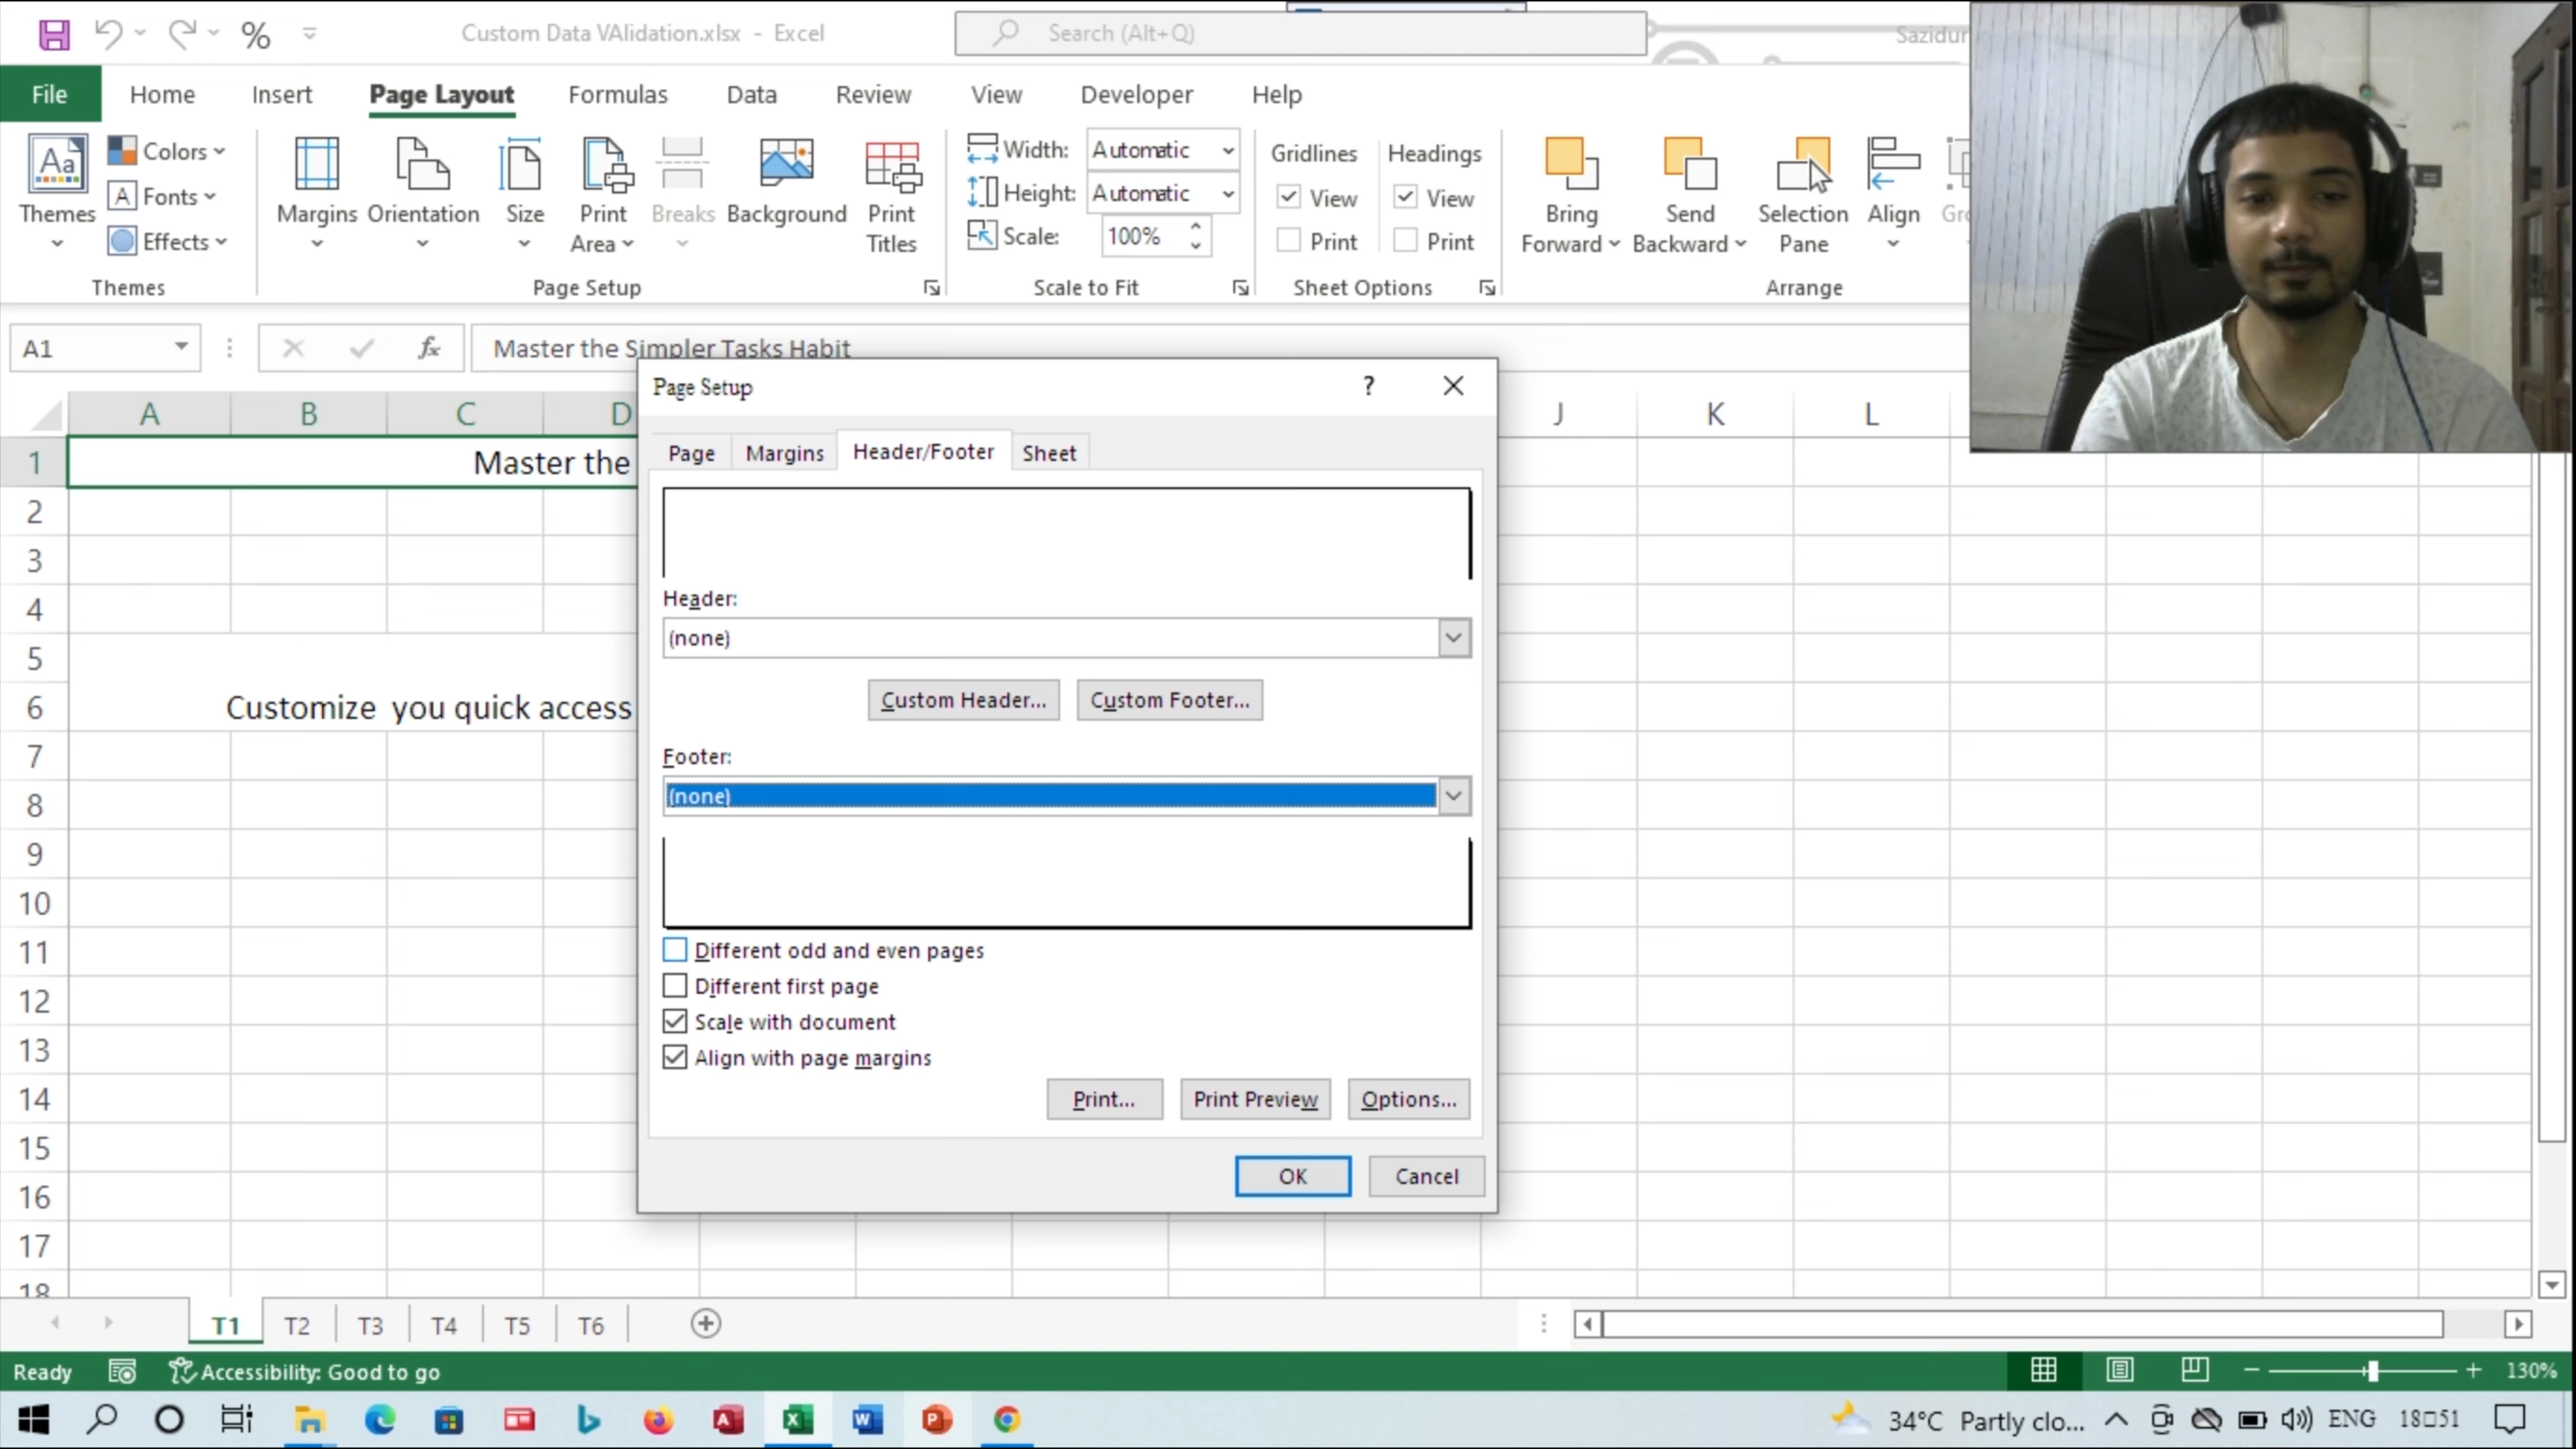 Custom Data VAlidation.xlsx - Excel
Search (Alt+Q)
Sazidur
File Home Insert Page Layout Formulas Data Review View Developer Help
Themes
Colors
Fonts
Effects
Themes
Margins
Orientation
Size
Print Area
Breaks
Background
Print Titles
Page Setup
Width: Automatic
Height: Automatic
Scale: 100%
Scale to Fit
Gridlines
View
Print
Headings
View
Print
Sheet Options
Bring Forward
Send Backward
Selection Pane
Align
Arrange
A1
fx
Master the Simpler Tasks Habit
A B C D J K L
1 Master the
2
3
4
5
6 Customize you quick access
7
8
9
10
11
12
13
14
15
16
17
18
Page Setup ?
Page Margins Header/Footer Sheet
Header:
(none)
Custom Header... Custom Footer...
Footer:
(none)
Different odd and even pages
Different first page
Scale with document
Align with page margins
Print... Print Preview Options...
OK Cancel
T1 T2 T3 T4 T5 T6
Ready Accessibility: Good to go 130%
34°C Partly clo... ENG 18□51